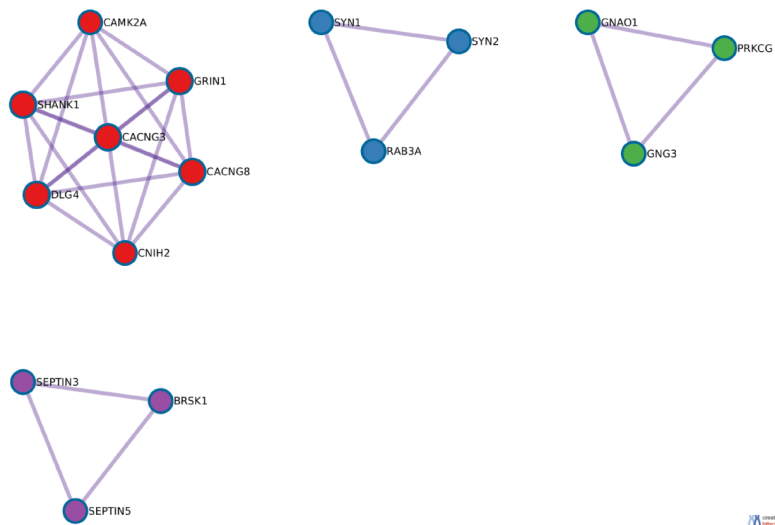 CAMK2A
GRIN1
SHANK1
CACNG3
CACNG8
DLG4
CNIH2
SYN1
SYN2
RAB3A
GNAO1
PRKCG
GNG3
SEPTIN3
BRSK1
SEPTIN5